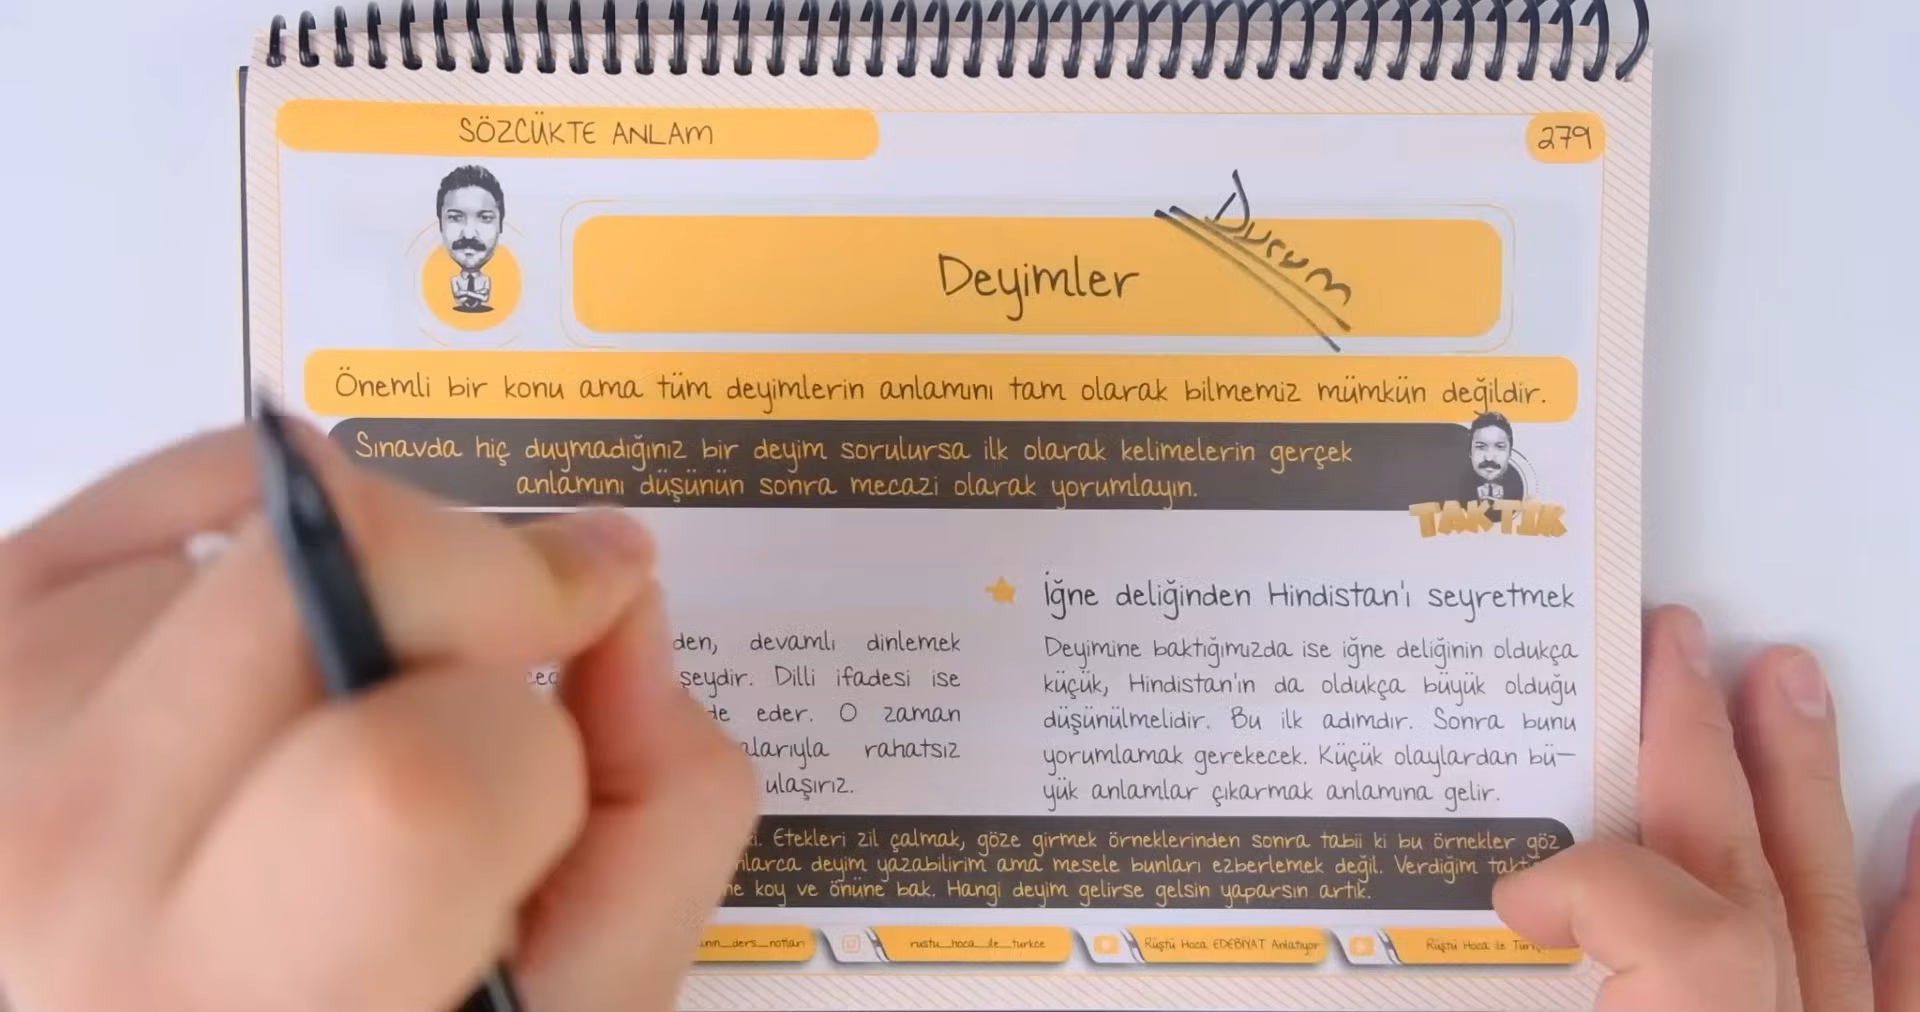 SÖZCÜKTE ANLAM
279
Durum
Deyimler
Önemli bir konu ama tüm deyimlerin anlamını tam olarak bilmemiz mümkün değildir.
Sınavda hiç duymadığınız bir deyim sorulursa ilk olarak kelimelerin gerçek
anlamını düşünün sonra mecazi olarak yorumlayın.
TAKTİK
devamlı dinlemek
şeydir. Dilli ifadesi ise
eder. O zaman
rahatsız
ulaşırız.
İğne deliğinden Hindistan'ı seyretmek
Deyimine baktığımızda ise iğne deliğinin oldukça
küçük, Hindistan'ın da oldukça büyük olduğu
düşünülmelidir. Bu ilk adımdır. Sonra bunu
yorumlamak gerekecek. Küçük olaylardan bü-
yük anlamlar çıkarmak anlamına gelir.
Etekleri zil çalmak, göze girmek örneklerinden sonra tabii ki bu örnekler göz
deyim yazabilirim ama mesele bunları ezberlemek değil. Verdiğim
koy ve önüne bak. Hangi deyim gelirse gelsin yaparsın artık.
rustu_hoca_ile_turkce
Rüştü Hoca EDEBİYAT Anlatıyor
Rüştü Hoca ile